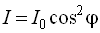 I = I₀ cos² φ